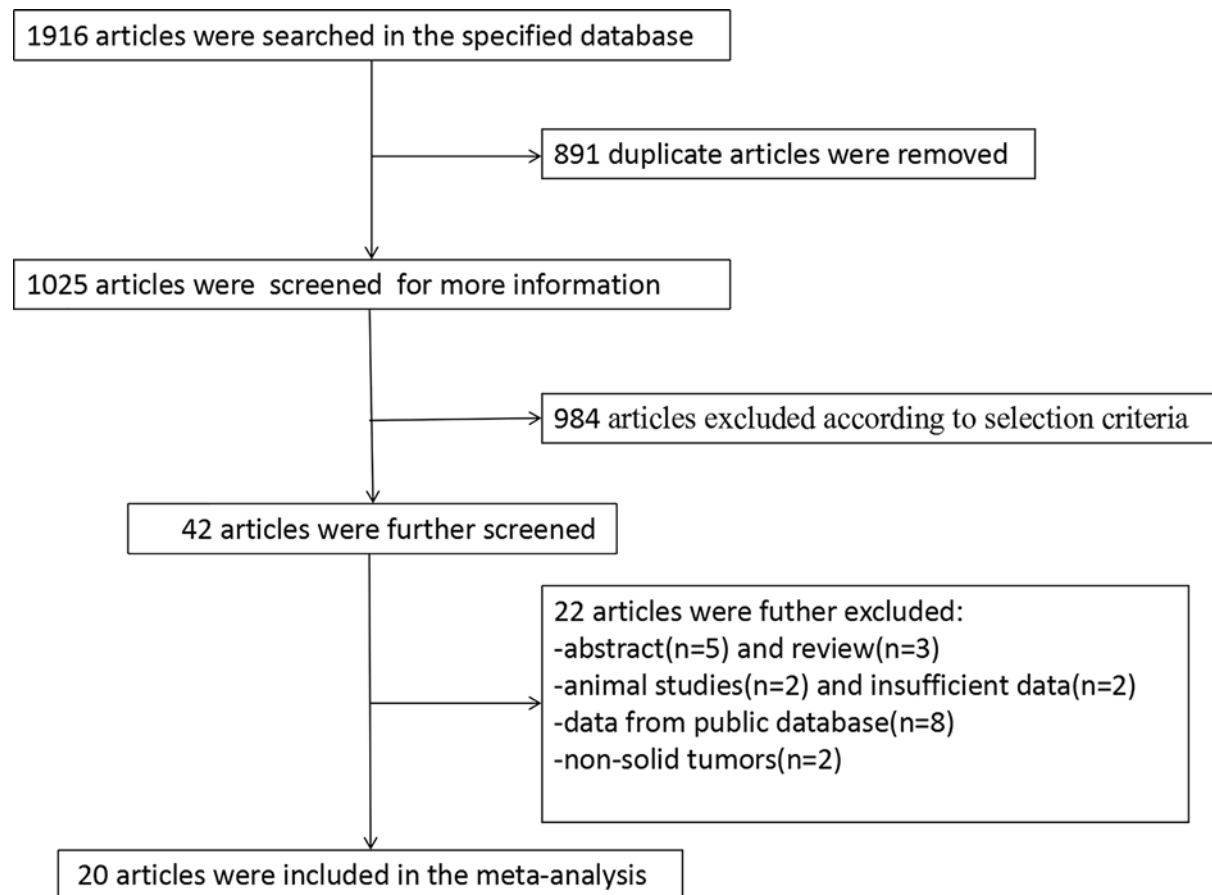 1916 articles were searched in the specified database
891 duplicate articles were removed
1025 articles were screened for more information
984 articles excluded according to selection criteria
42 articles were further screened
22 articles were futher excluded:
-abstract(n=5) and review(n=3)
-animal studies(n=2) and insufficient data(n=2)
-data from public database(n=8)
-non-solid tumors(n=2)
20 articles were included in the meta-analysis